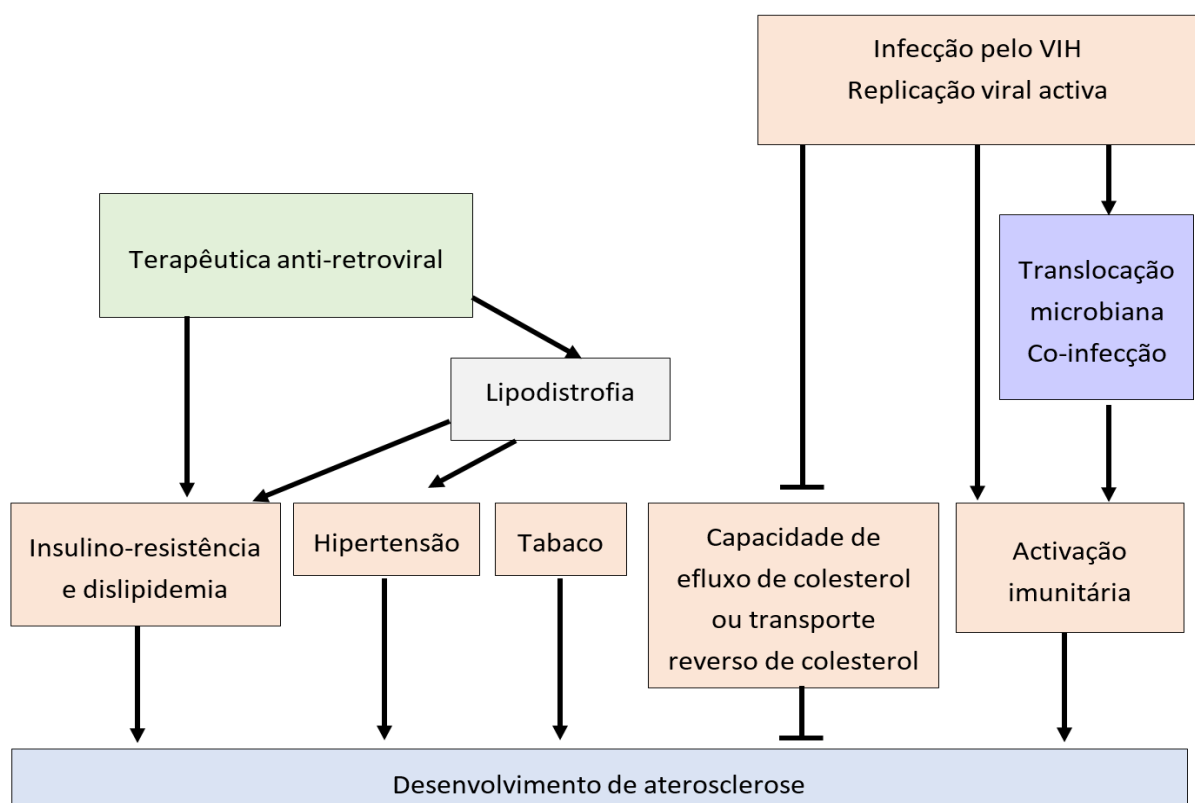 Infecção pelo VIH
Replicação viral activa
Terapêutica anti-retroviral
Translocação
microbiana
Co-infecção
Lipodistrofia
Insulino-resistência
e dislipidemia
Hipertensão
Tabaco
Capacidade de
efluxo de colesterol
ou transporte
reverso de colesterol
Activação
imunitária
Desenvolvimento de aterosclerose